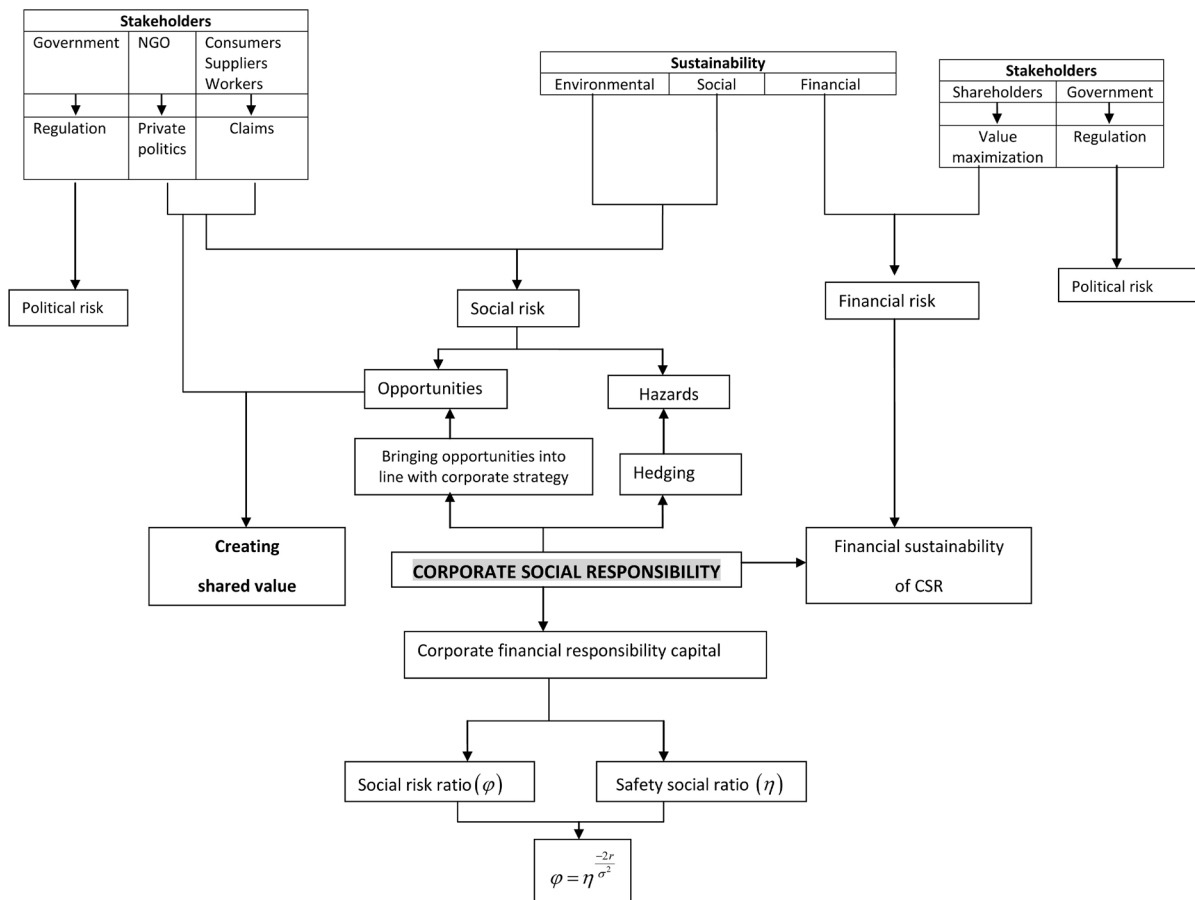 Stakeholders
Government
NGO
Consumers
Suppliers
Workers
Regulation
Private
politics
Claims
Sustainability
Environmental
Social
Financial
Stakeholders
Shareholders
Government
Value
maximization
Regulation
Political risk
Social risk
Financial risk
Political risk
Opportunities
Hazards
Bringing opportunities into
line with corporate strategy
Hedging
Creating
shared value
CORPORATE SOCIAL RESPONSIBILITY
Financial sustainability
of CSR
Corporate financial responsibility capital
Social risk ratio (φ)
Safety social ratio (η)
φ = η^(-2r/σ²)